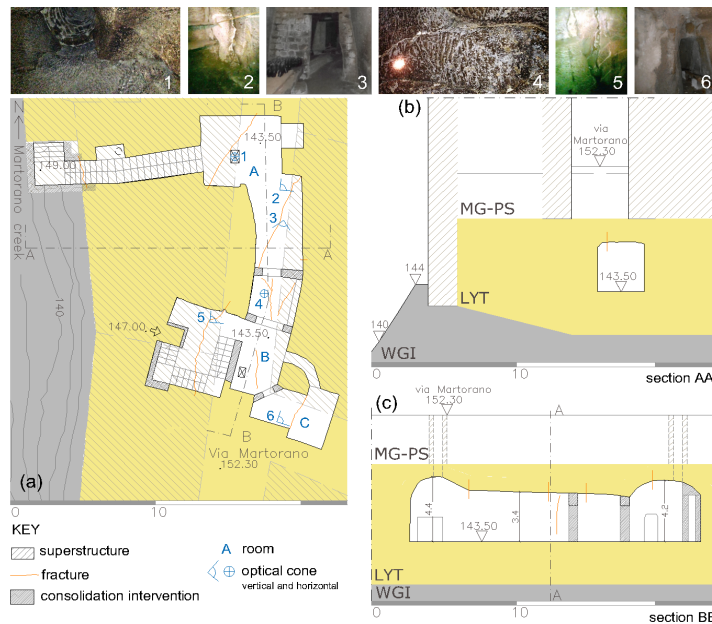 1
2
3
4
5
6
(a)
N
Martorano creek
149.00
140
A
A
B
B
143.50
1
A
2
3
4
5
147.00
143.50
B
6
C
Via Martorano
152.30
0
10
KEY
superstructure
fracture
consolidation intervention
A room
optical cone
vertical and horizontal
(b)
via
Martorano
152.30
MG-PS
144
143.50
LYT
140
WGI
0
10
section AA
(c)
via Martorano
152.30
A
MG-PS
4.4
3.4
4.2
143.50
LYT
WGI
A
0
10
section BB